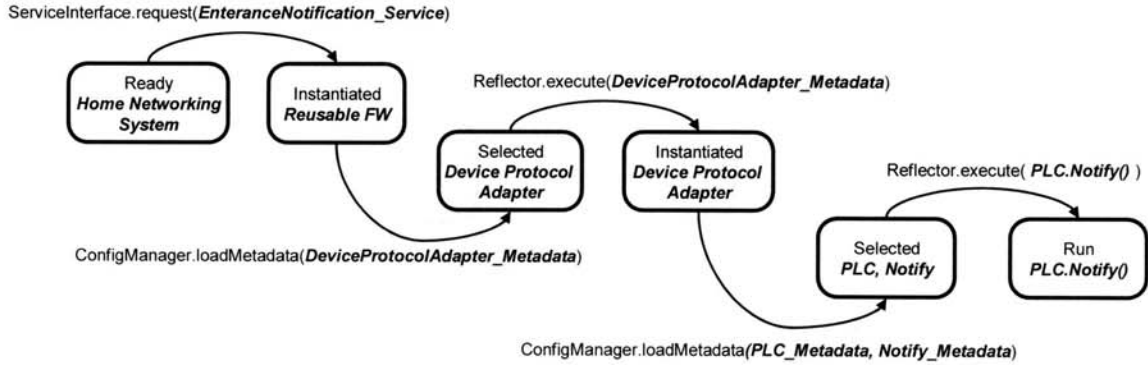 ServiceInterface.request(EnteranceNotification_Service)
Ready
Home Networking
System
Instantiated
Reusable FW
Reflector.execute(DeviceProtocolAdapter_Metadata)
Selected
Device Protocol
Adapter
Instantiated
Device Protocol
Adapter
Reflector.execute( PLC.Notify() )
ConfigManager.loadMetadata(DeviceProtocolAdapter_Metadata)
Selected
PLC, Notify
Run
PLC.Notify()
ConfigManager.loadMetadata(PLC_Metadata, Notify_Metadata)